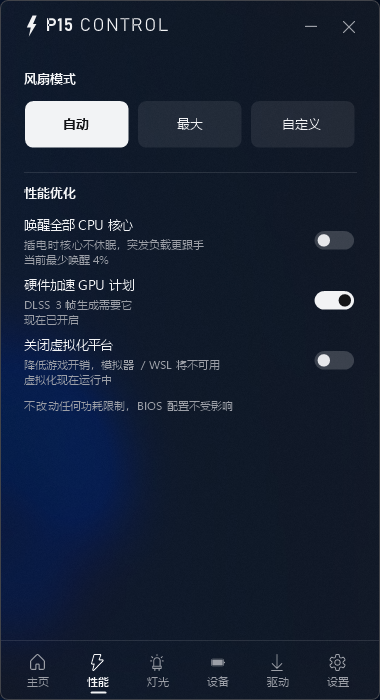 P15 CONTROL
风扇模式
自动
最大
自定义
性能优化
唤醒全部 CPU 核心
插电时核心不休眠，突发负载更跟手
当前最少唤醒 4%
硬件加速 GPU 计划
DLSS 3 帧生成需要它
现在已开启
关闭虚拟化平台
降低游戏开销，模拟器 / WSL 将不可用
虚拟化现在运行中
不改动任何功耗限制，BIOS 配置不受影响
主页
性能
灯光
设备
驱动
设置